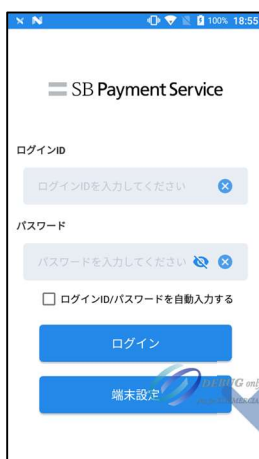 100% 18:55
SB Payment Service
ログインID
ログインIDを入力してください
パスワード
パスワードを入力してください
ログインID/パスワードを自動入力する
ログイン
端末設定
DEBUG only